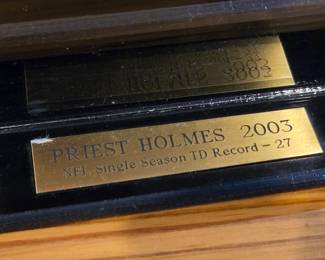 PRIEST HOLMES 2003
NFL Single Season TD Record - 27